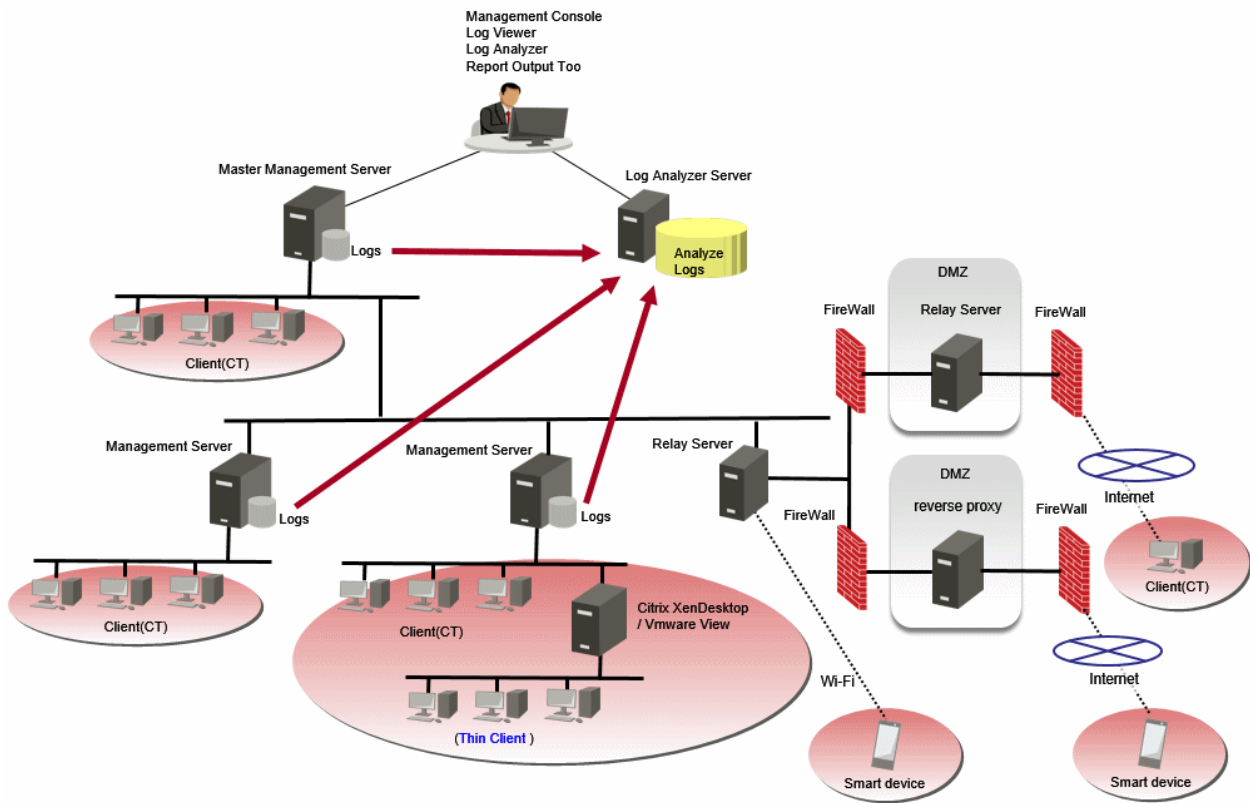 Management Console
Log Viewer
Log Analyzer
Report Output Too
Master Management Server
Log Analyzer Server
Logs
Analyze
Logs
Client(CT)
DMZ
Relay Server
FireWall
FireWall
Management Server
Logs
Management Server
Logs
Relay Server
Internet
Client(CT)
DMZ
reverse proxy
FireWall
FireWall
Client(CT)
Client(CT)
Citrix XenDesktop
/ Vmware View
(Thin Client )
Wi-Fi
Internet
Smart device
Smart device